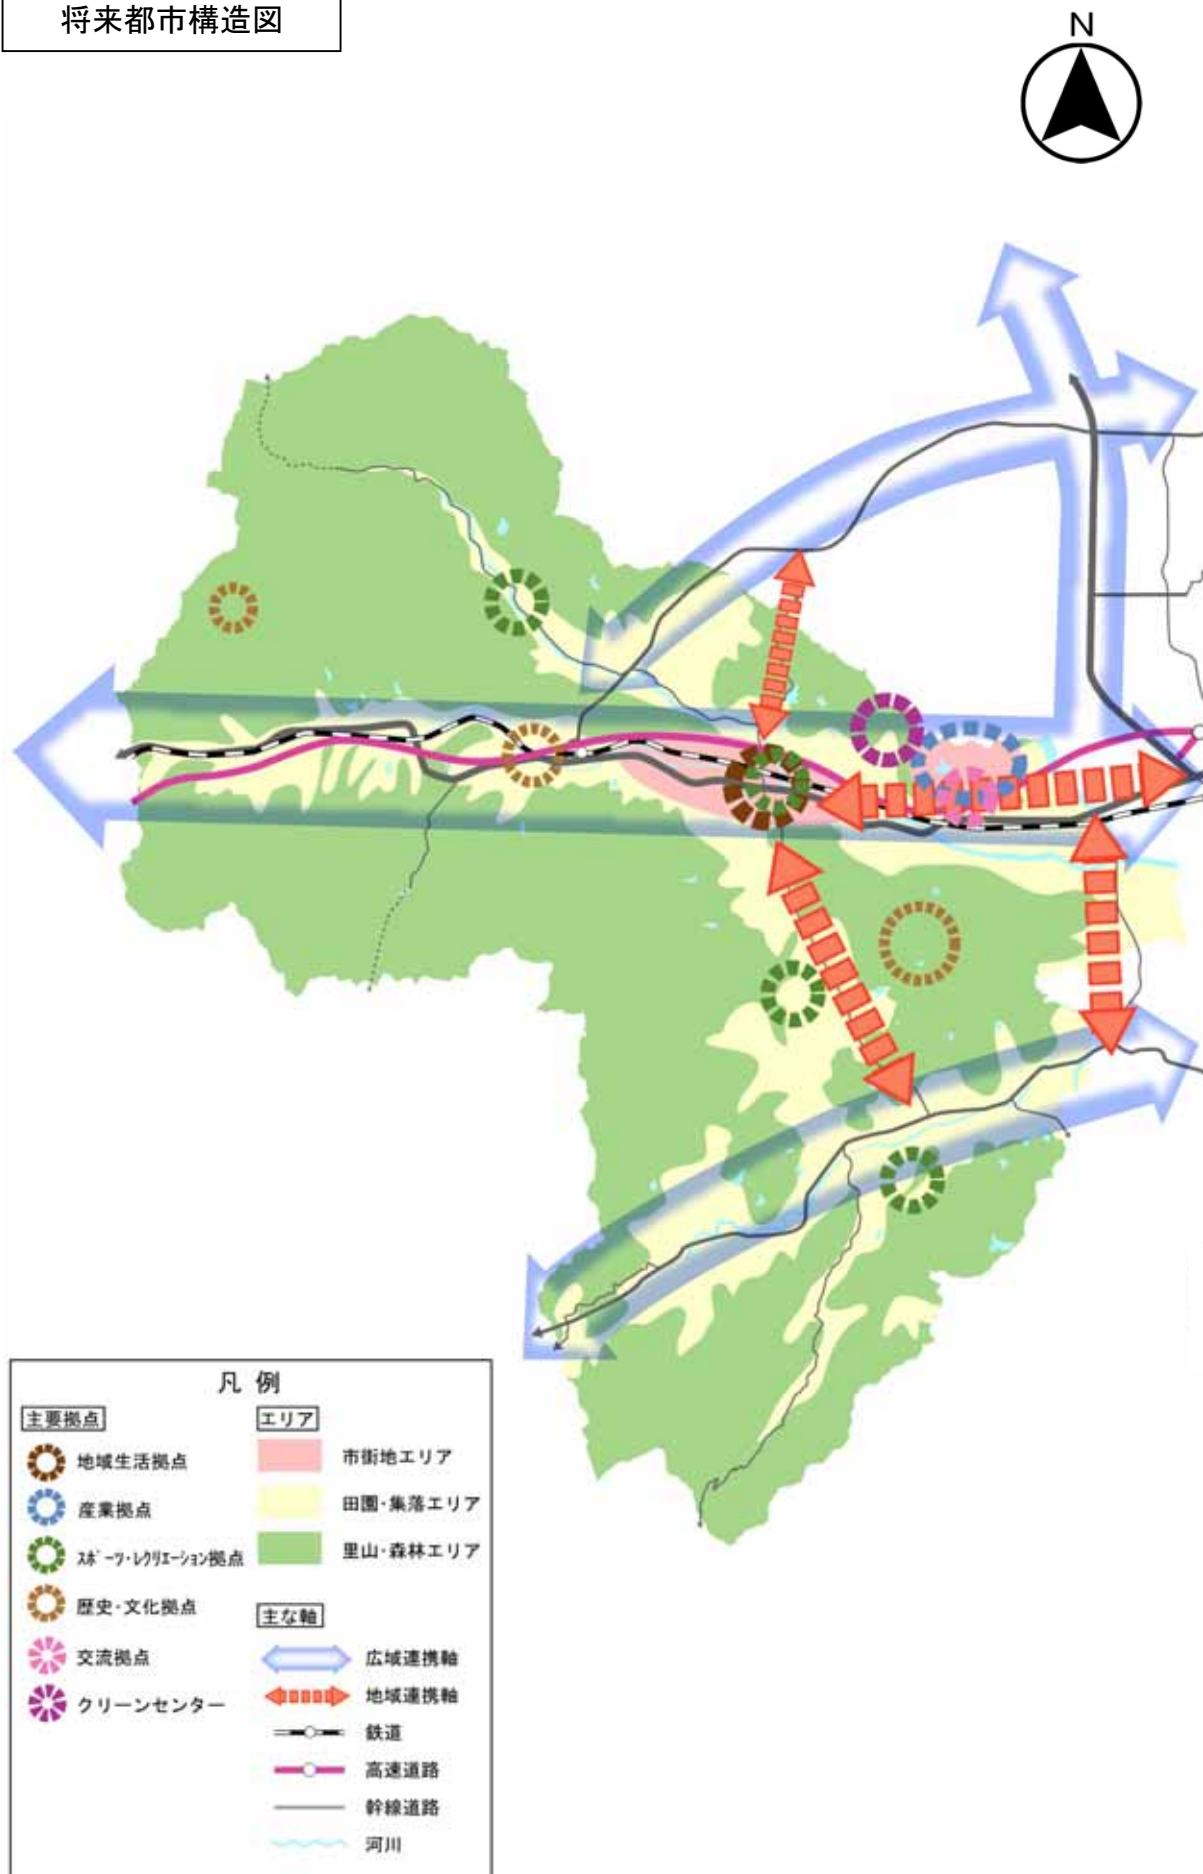 将来都市構造図
N
凡 例
主要拠点
地域生活拠点
産業拠点
ｽﾎﾟｰﾂ・ﾚｸﾘｴｰｼｮﾝ拠点
歴史・文化拠点
交流拠点
クリーンセンター
エリア
市街地エリア
田園・集落エリア
里山・森林エリア
主な軸
広域連携軸
地域連携軸
鉄道
高速道路
幹線道路
河川